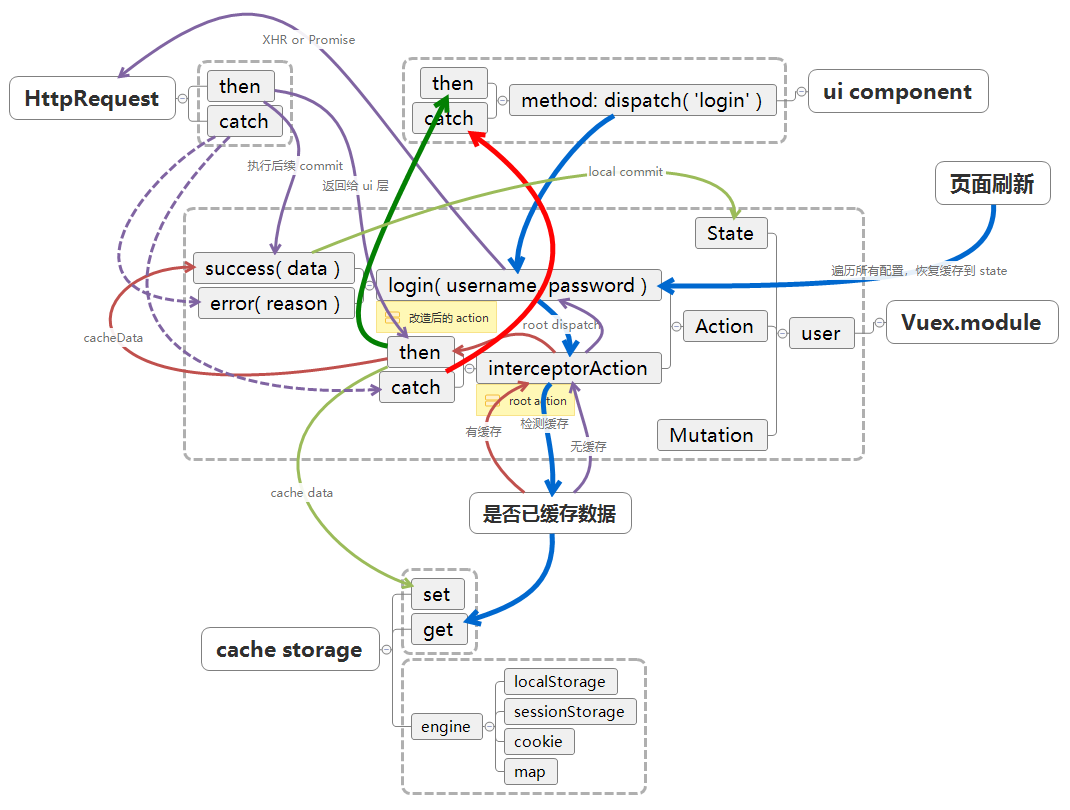 XHR or Promise
HttpRequest
then
catch
then
catch
method: dispatch( 'login' )
ui component
执行后续 commit
返回给 ui 层
local commit
页面刷新
State
success( data )
error( reason )
login( username, password )
遍历所有配置，恢复缓存到 state
改造后的 action
root dispatch
cacheData
Action
user
Vuex.module
then
catch
interceptorAction
root action
有缓存
检测缓存
无缓存
Mutation
cache data
是否已缓存数据
set
get
cache storage
engine
localStorage
sessionStorage
cookie
map